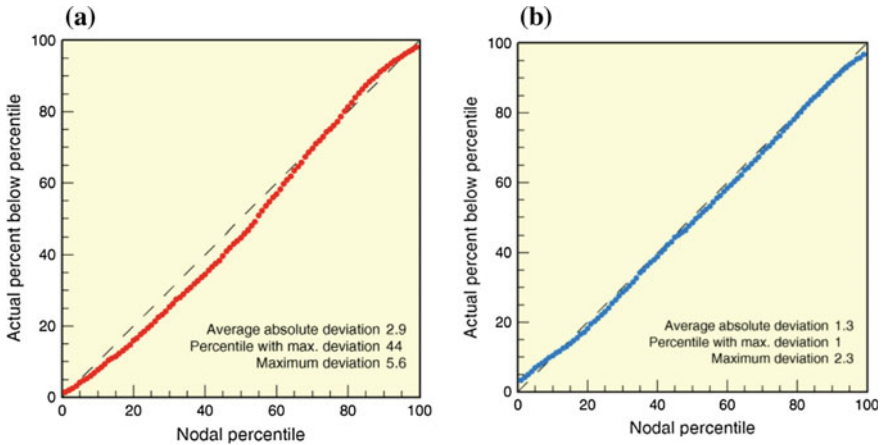 (a)
100
80
60
40
20
0
Actual percent below percentile
Average absolute deviation 2.9
Percentile with max. deviation 44
Maximum deviation 5.6
0 20 40 60 80 100
Nodal percentile
(b)
100
80
60
40
20
0
Actual percent below percentile
Average absolute deviation 1.3
Percentile with max. deviation 1
Maximum deviation 2.3
0 20 40 60 80 100
Nodal percentile